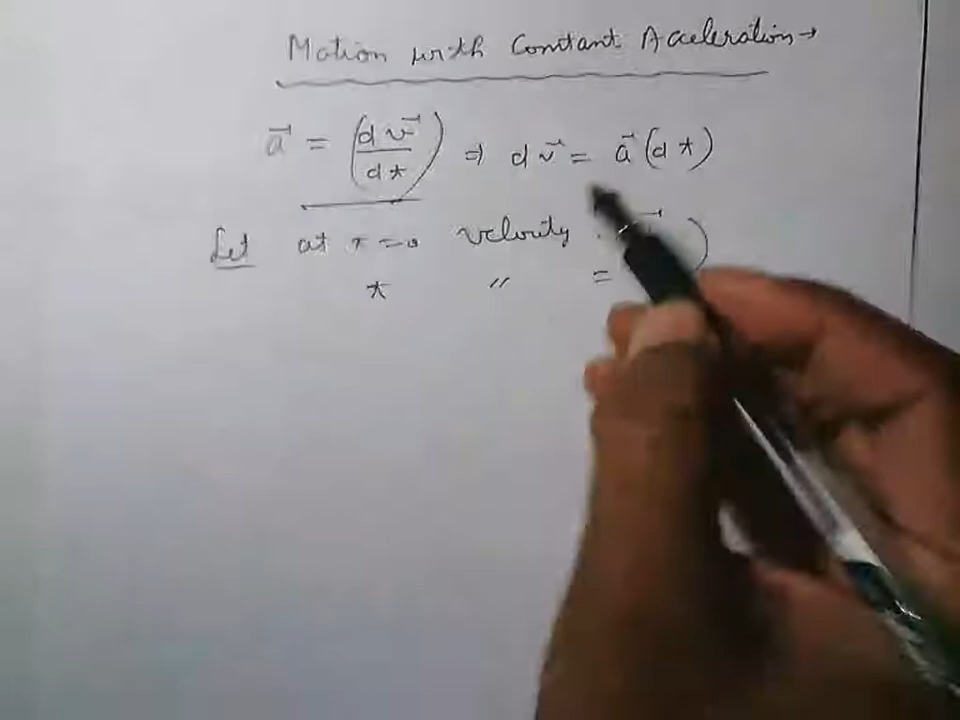 Motion with Constant Acceleration →
a⃗ = (dv⃗/dt) ⇒ dv⃗ = a⃗(dt)
Let at t = 0 velocity
t " =